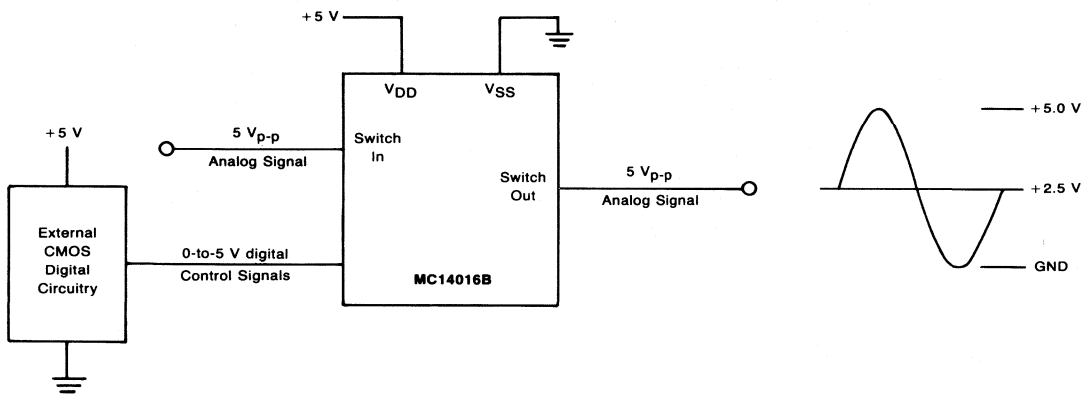 +5 V
VDD
VSS
5 Vp-p
Analog Signal
Switch
In
Switch
Out
5 Vp-p
Analog Signal
+5 V
External
CMOS
Digital
Circuitry
0-to-5 V digital
Control Signals
MC14016B
+5.0 V
+2.5 V
GND